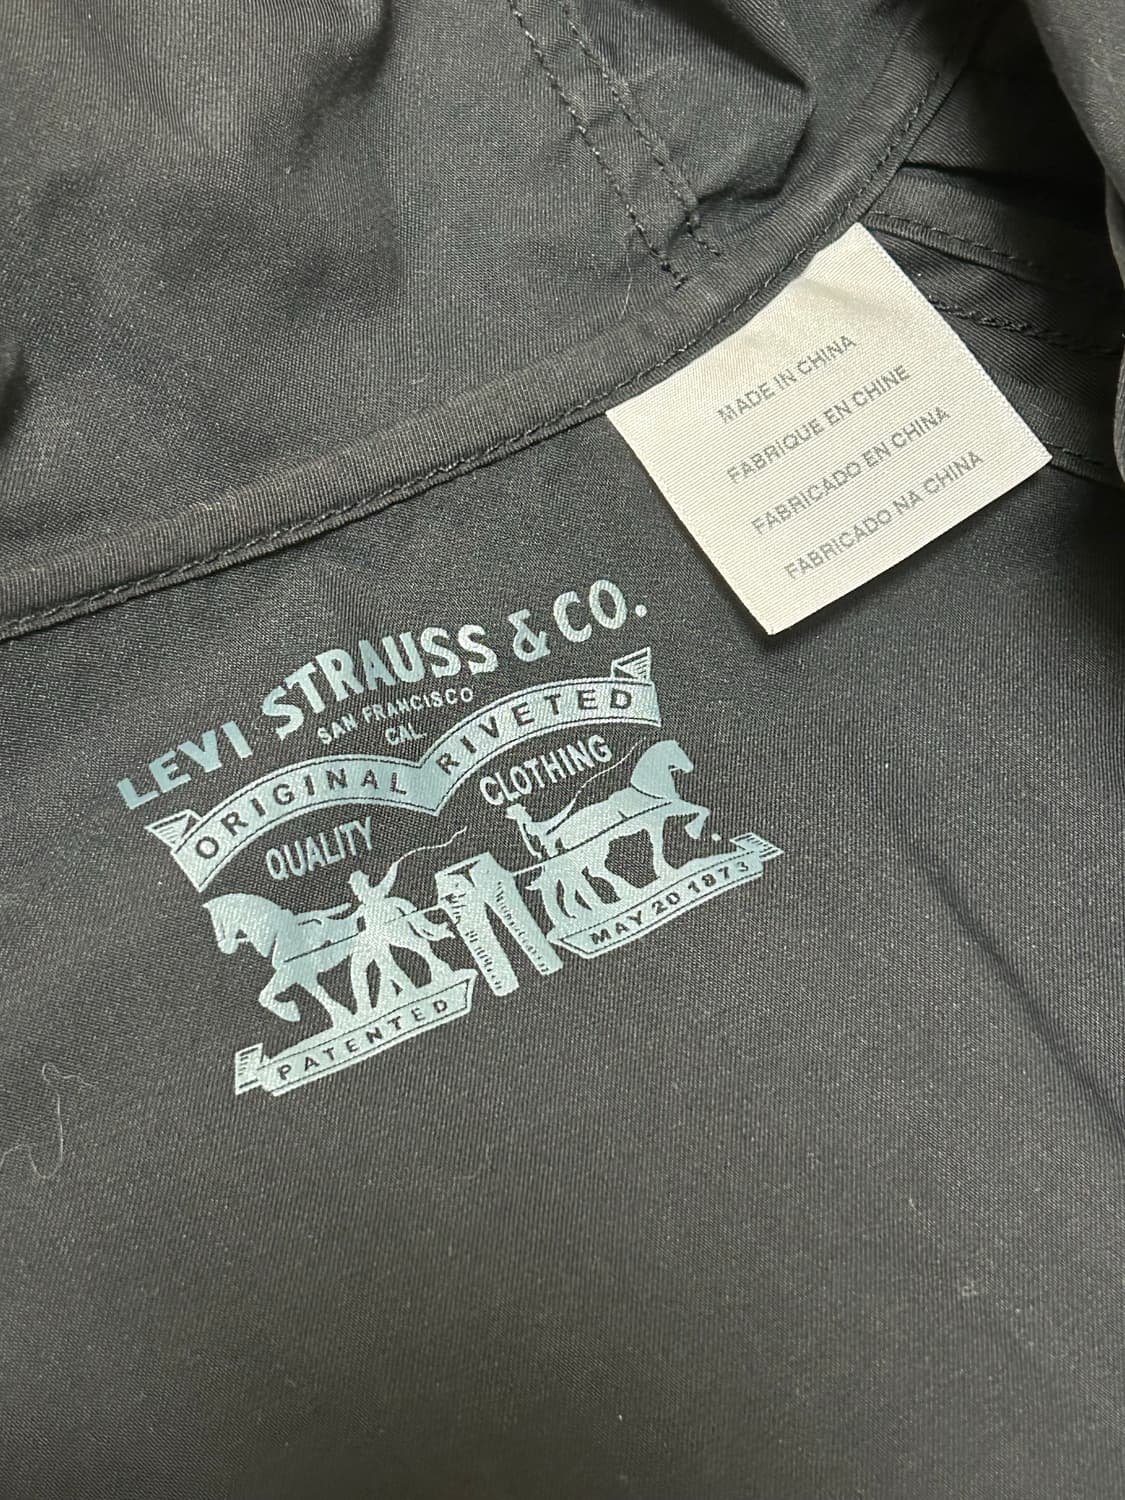 MADE IN CHINA
FABRIQUE EN CHINE
FABRICADO EN CHINA
FABRICADO NA CHINA
LEVI STRAUSS & CO.
SAN FRANCISCO
CAL.
ORIGINAL RIVETED
QUALITY CLOTHING
PATENTED MAY 20 1873